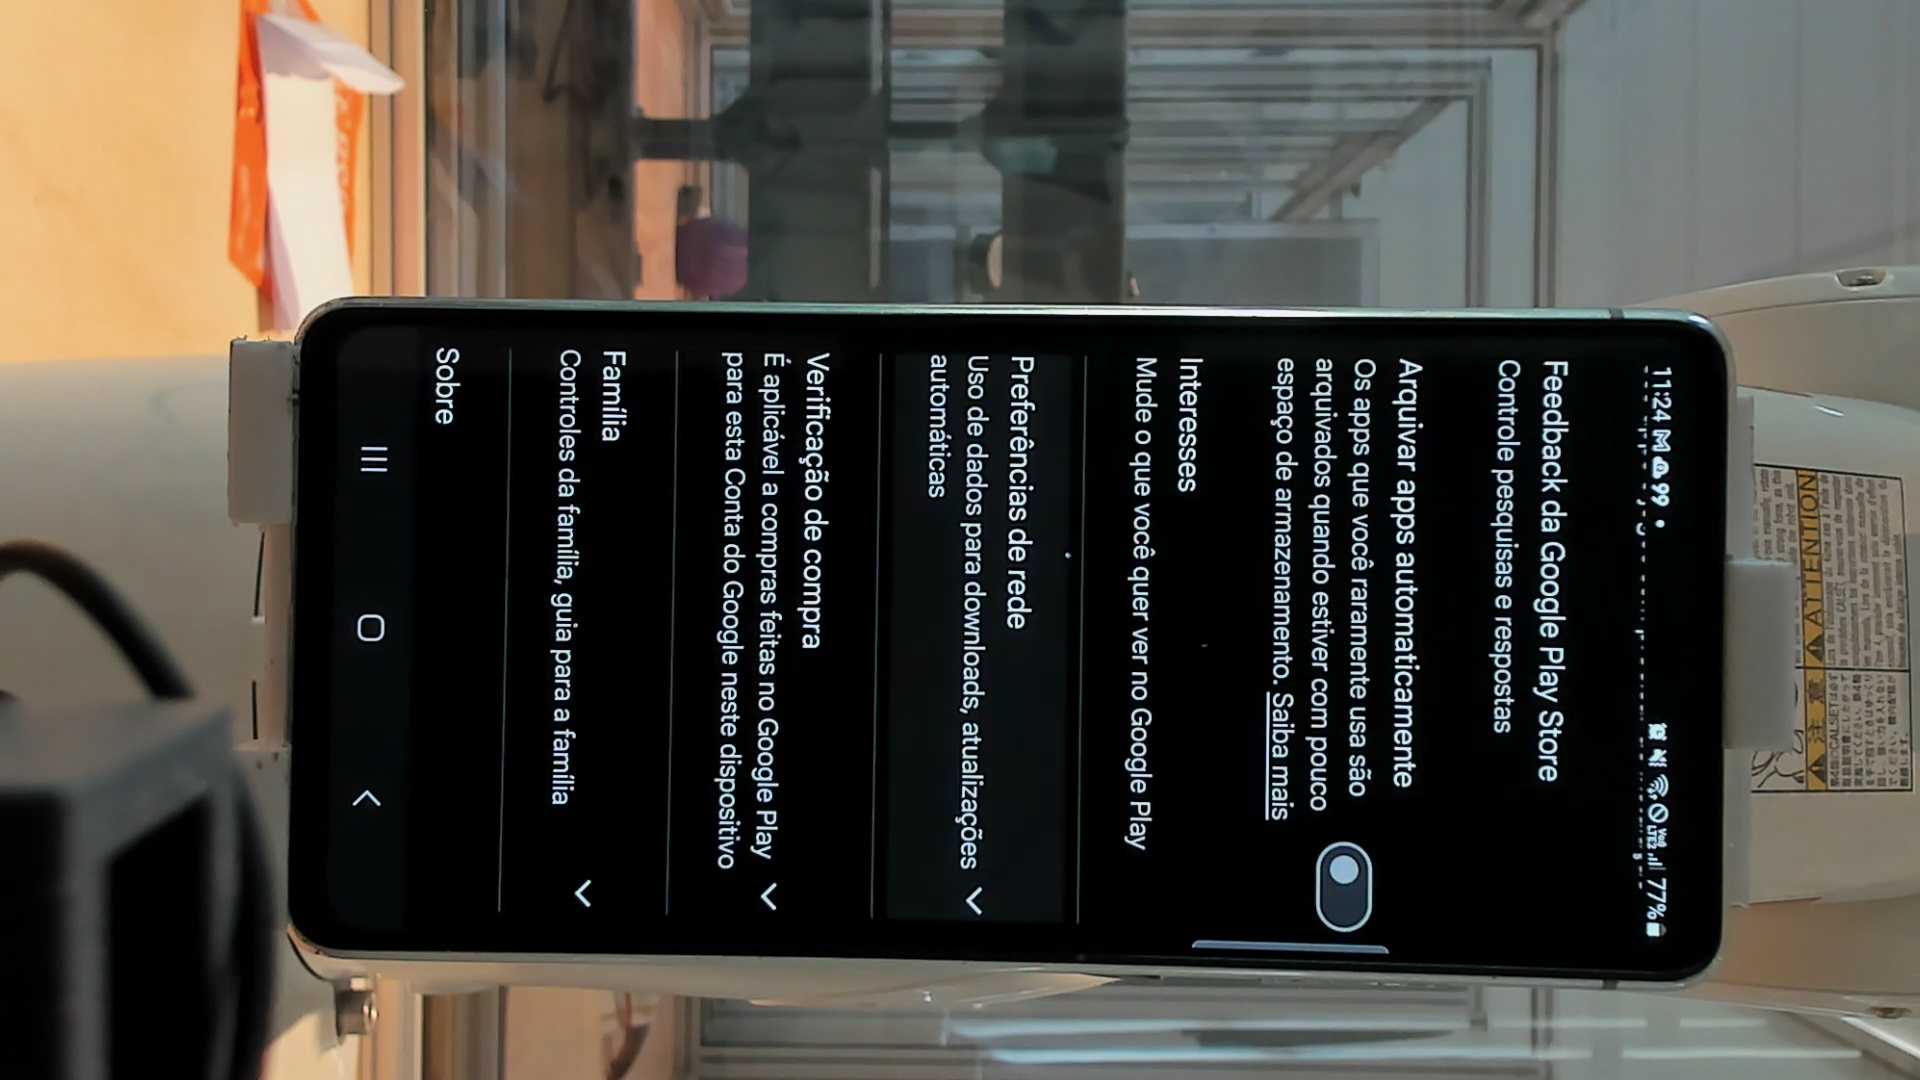 11:24 99 77%
Feedback da Google Play Store
Controle pesquisas e respostas
Arquivar apps automaticamente
Os apps que você raramente usa são
arquivados quando estiver com pouco
espaço de armazenamento. Saiba mais
Interesses
Mude o que você quer ver no Google Play
Preferências de rede
Uso de dados para downloads, atualizações
automáticas
Verificação de compra
É aplicável a compras feitas no Google Play
para esta Conta do Google neste dispositivo
Família
Controles da família, guia para a família
Sobre
注意 ATTENTION